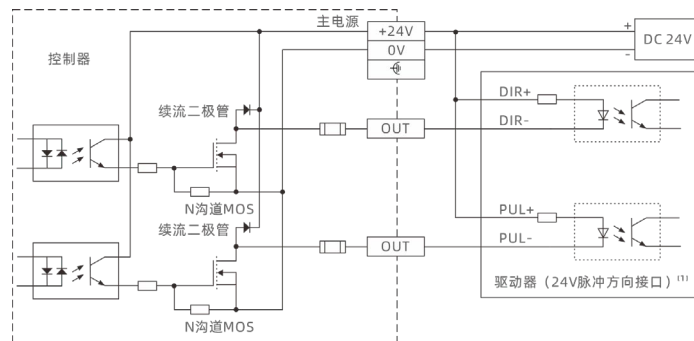 主电源
+24V
+
0V
-
DC 24V
控制器
续流二极管
DIR+
OUT
DIR-
N沟道MOS
续流二极管
PUL+
OUT
PUL-
驱动器（24V脉冲方向接口）(1)
N沟道MOS